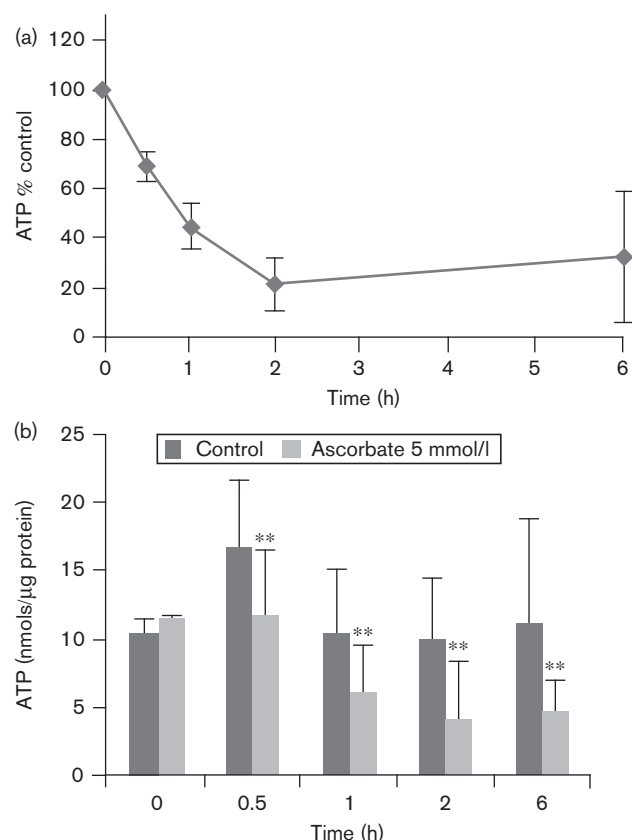 (a)
120
100
80
60
40
20
0
ATP % control
0 1 2 3 4 5 6
Time (h)
(b)
Control Ascorbate 5 mmol/l
25
20
15
10
5
0
ATP (nmols/μg protein)
**
**
**
**
0 0.5 1 2 6
Time (h)